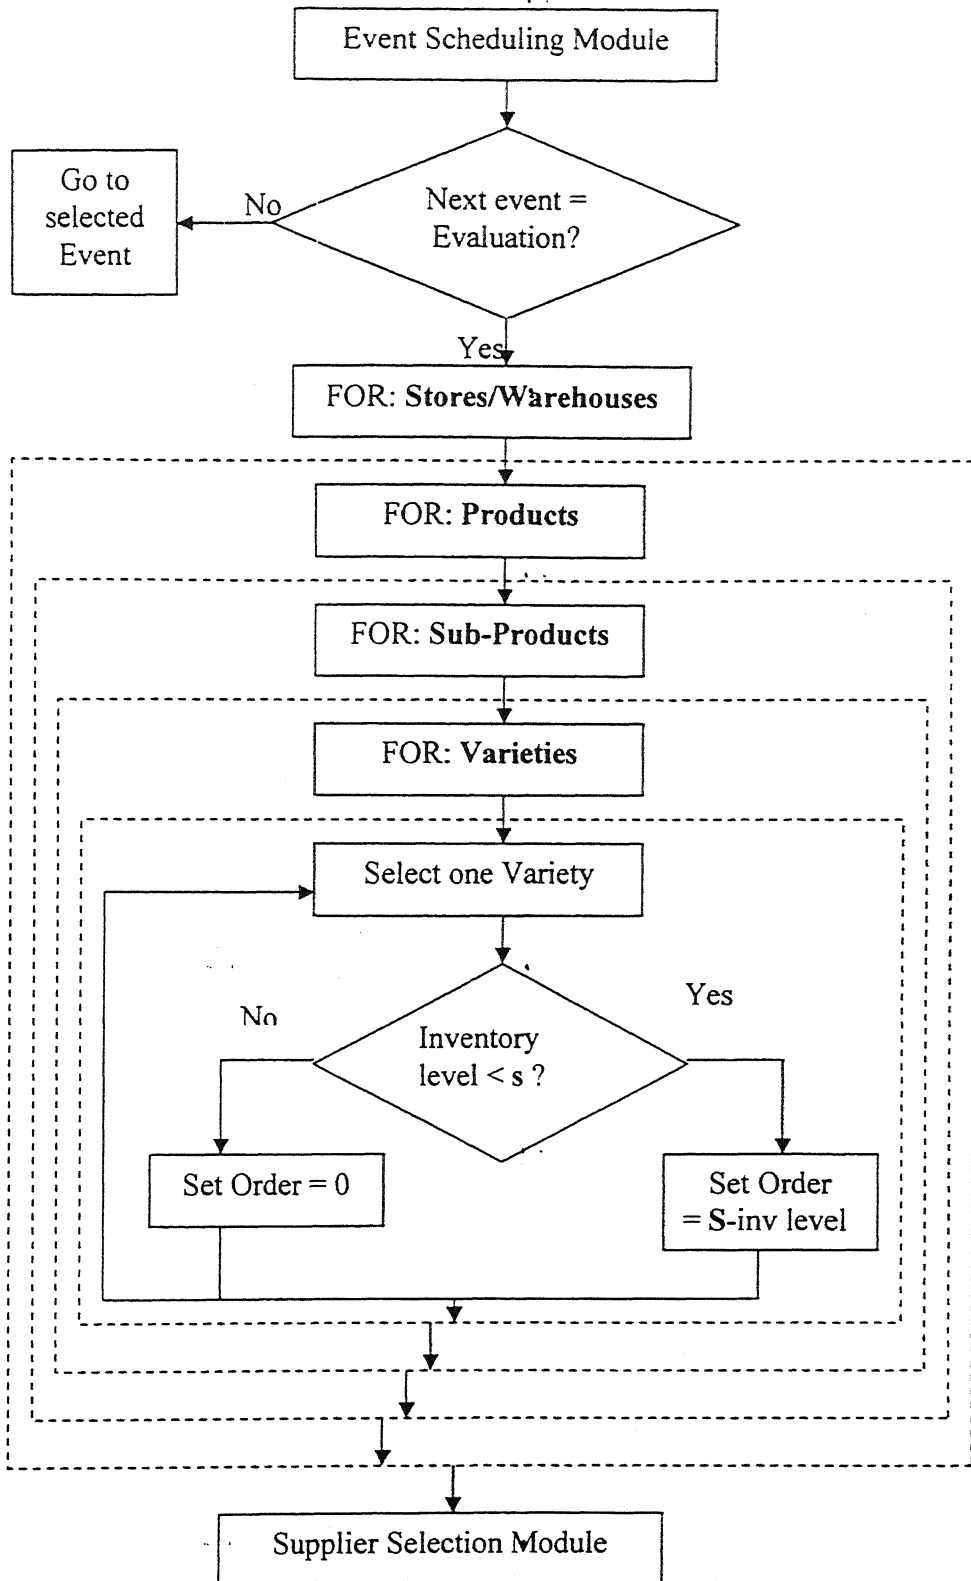 Event Scheduling Module
Next event =
Evaluation?
No
Go to
selected
Event
Yes
FOR: Stores/Warehouses
FOR: Products
FOR: Sub-Products
FOR: Varieties
Select one Variety
Inventory
level < s ?
No
Yes
Set Order = 0
Set Order
= S-inv level
Supplier Selection Module